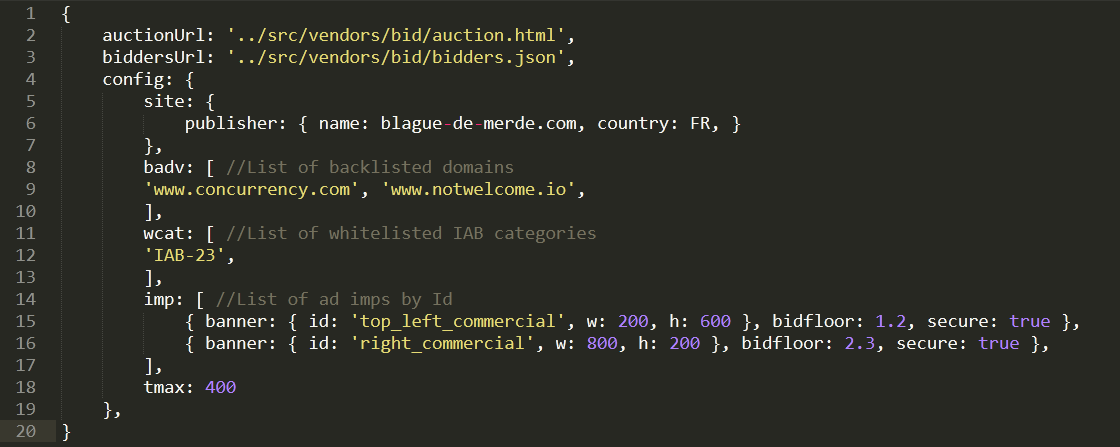 1 {
2     auctionUrl: '../src/vendors/bid/auction.html',
3     biddersUrl: '../src/vendors/bid/bidders.json',
4     config: {
5         site: {
6             publisher: { name: blague-de-merde.com, country: FR, }
7         },
8         badv: [ //List of backlisted domains
9         'www.concurrency.com', 'www.notwelcome.io',
10         ],
11         wcat: [ //List of whitelisted IAB categories
12         'IAB-23',
13         ],
14         imp: [ //List of ad imps by Id
15             { banner: { id: 'top_left_commercial', w: 200, h: 600 }, bidfloor: 1.2, secure: true },
16             { banner: { id: 'right_commercial', w: 800, h: 200 }, bidfloor: 2.3, secure: true },
17         ],
18         tmax: 400
19     },
20 }